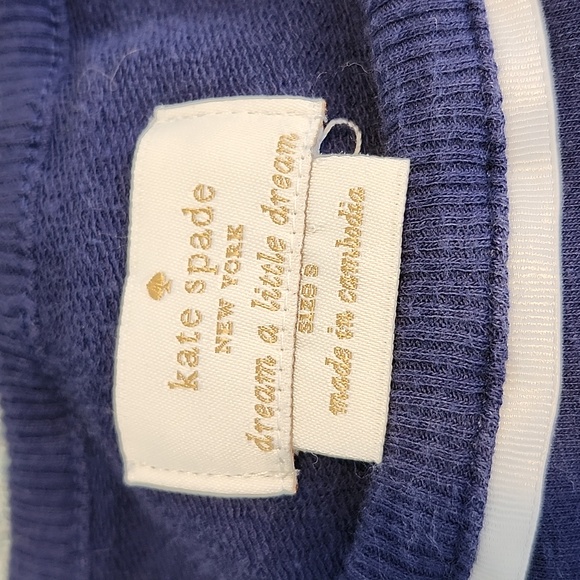 kate spade
NEW YORK
dream a little dream
SIZE S
made in cambodia